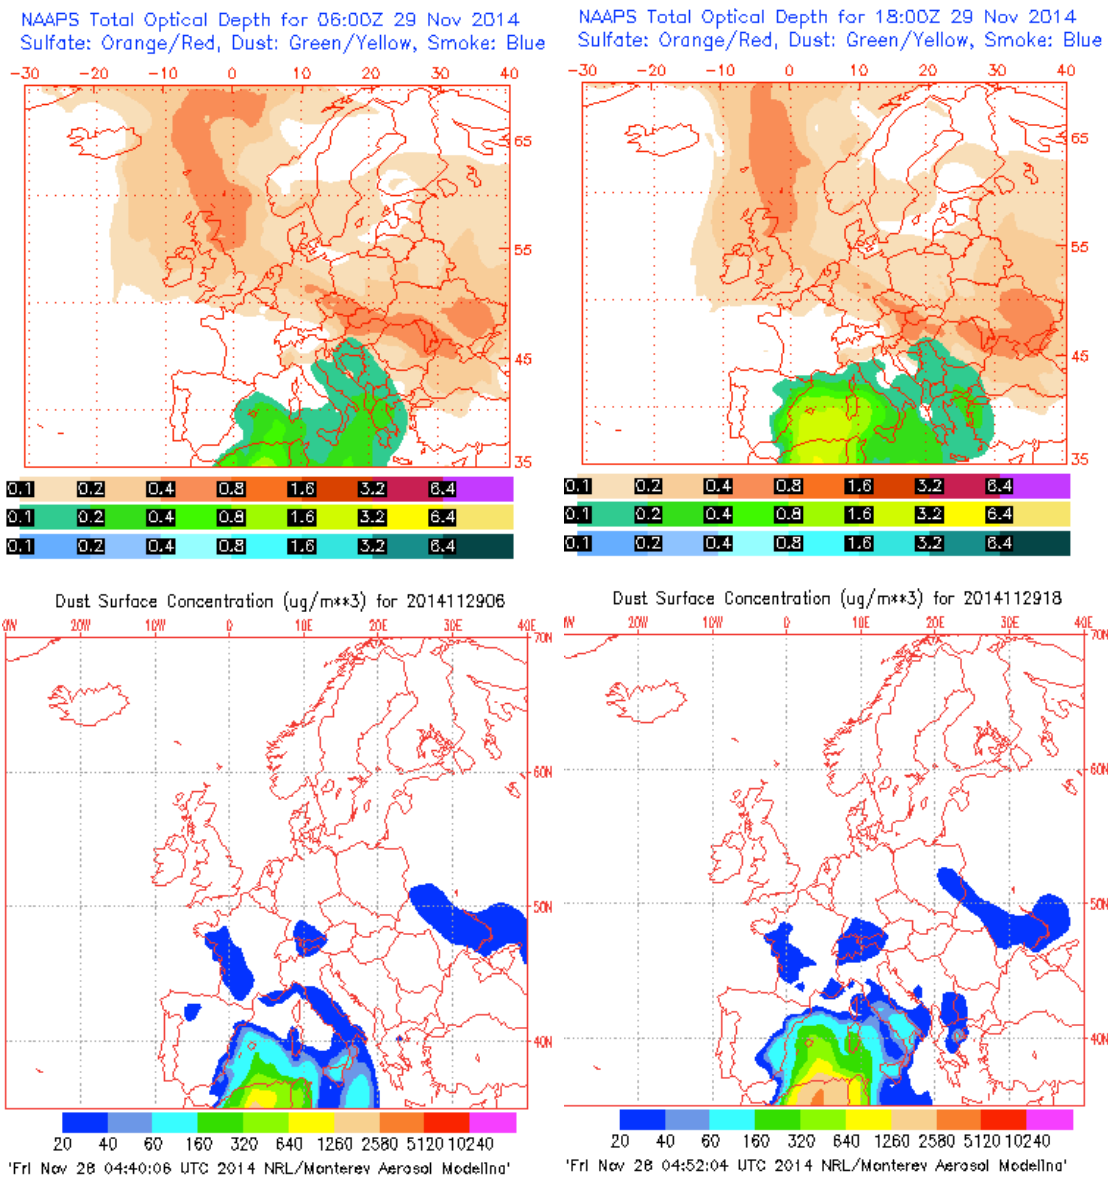 NAAPS Total Optical Depth for 06:00Z 29 Nov 2014
Sulfate: Orange/Red, Dust: Green/Yellow, Smoke: Blue
-30 -20 -10 0 10 20 30 40
65
55
45
35
0.1 0.2 0.4 0.8 1.6 3.2 6.4
0.1 0.2 0.4 0.8 1.6 3.2 6.4
0.1 0.2 0.4 0.8 1.6 3.2 6.4
NAAPS Total Optical Depth for 18:00Z 29 Nov 2014
Sulfate: Orange/Red, Dust: Green/Yellow, Smoke: Blue
-30 -20 -10 0 10 20 30 40
65
55
45
35
0.1 0.2 0.4 0.8 1.6 3.2 6.4
0.1 0.2 0.4 0.8 1.6 3.2 6.4
0.1 0.2 0.4 0.8 1.6 3.2 6.4
Dust Surface Concentration (ug/m**3) for 2014112906
0W 20W 10W 0 10E 20E 30E 40E
70N
60N
50N
40N
20 40 60 160 320 640 1260 2580 5120 10240
'Fri Nov 28 04:40:06 UTC 2014 NRL/Monterey Aerosol Modeling'
Dust Surface Concentration (ug/m**3) for 2014112918
0W 20W 10W 0 10E 20E 30E 40E
70N
60N
50N
40N
20 40 60 160 320 640 1260 2580 5120 10240
'Fri Nov 28 04:52:04 UTC 2014 NRL/Monterey Aerosol Modeling'